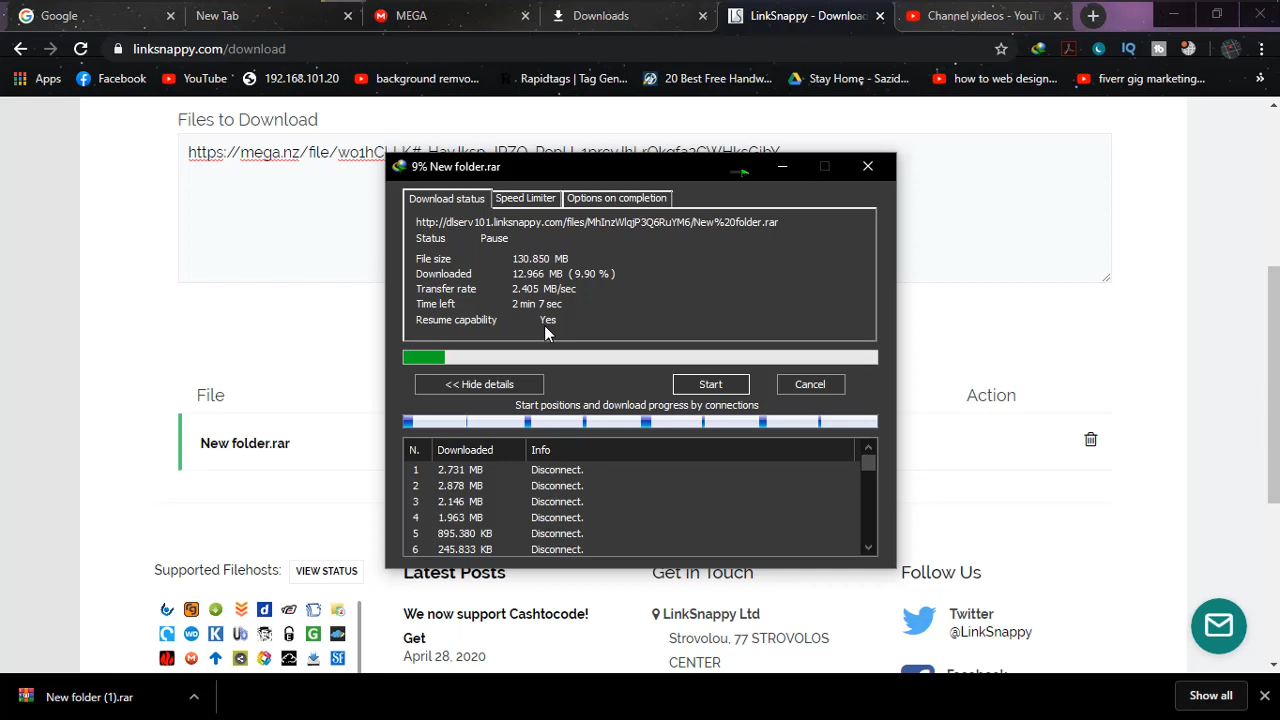 Google
New Tab
MEGA
Downloads
LinkSnappy - Download
Channel videos - YouTu
linksnappy.com/download
IQ
Apps
Facebook
YouTube
192.168.101.20
background remvo...
Rapidtags | Tag Gen...
20 Best Free Handw...
Stay Home - Sazid...
how to web design...
fiverr gig marketing...
Files to Download
9% New folder.rar
Download status
Speed Limiter
Options on completion
http://dlserv101.linksnappy.com/files/MhInzWlqjP3Q6RuYM6/New%20folder.rar
Status Pause
File size 130.850 MB
Downloaded 12.966 MB ( 9.90 % )
Transfer rate 2.405 MB/sec
Time left 2 min 7 sec
Resume capability Yes
<< Hide details
Start
Cancel
Start positions and download progress by connections
N. Downloaded Info
1 2.731 MB Disconnect.
2 2.878 MB Disconnect.
3 2.146 MB Disconnect.
4 1.963 MB Disconnect.
5 895.380 KB Disconnect.
6 245.833 KB Disconnect.
File
Action
New folder.rar
Supported Filehosts:
VIEW STATUS
Latest Posts
We now support Cashtocode!
Get
April 28, 2020
Get in Touch
LinkSnappy Ltd
Strovolou, 77 STROVOLOS
CENTER
Follow Us
Twitter
@LinkSnappy
New folder (1).rar
Show all